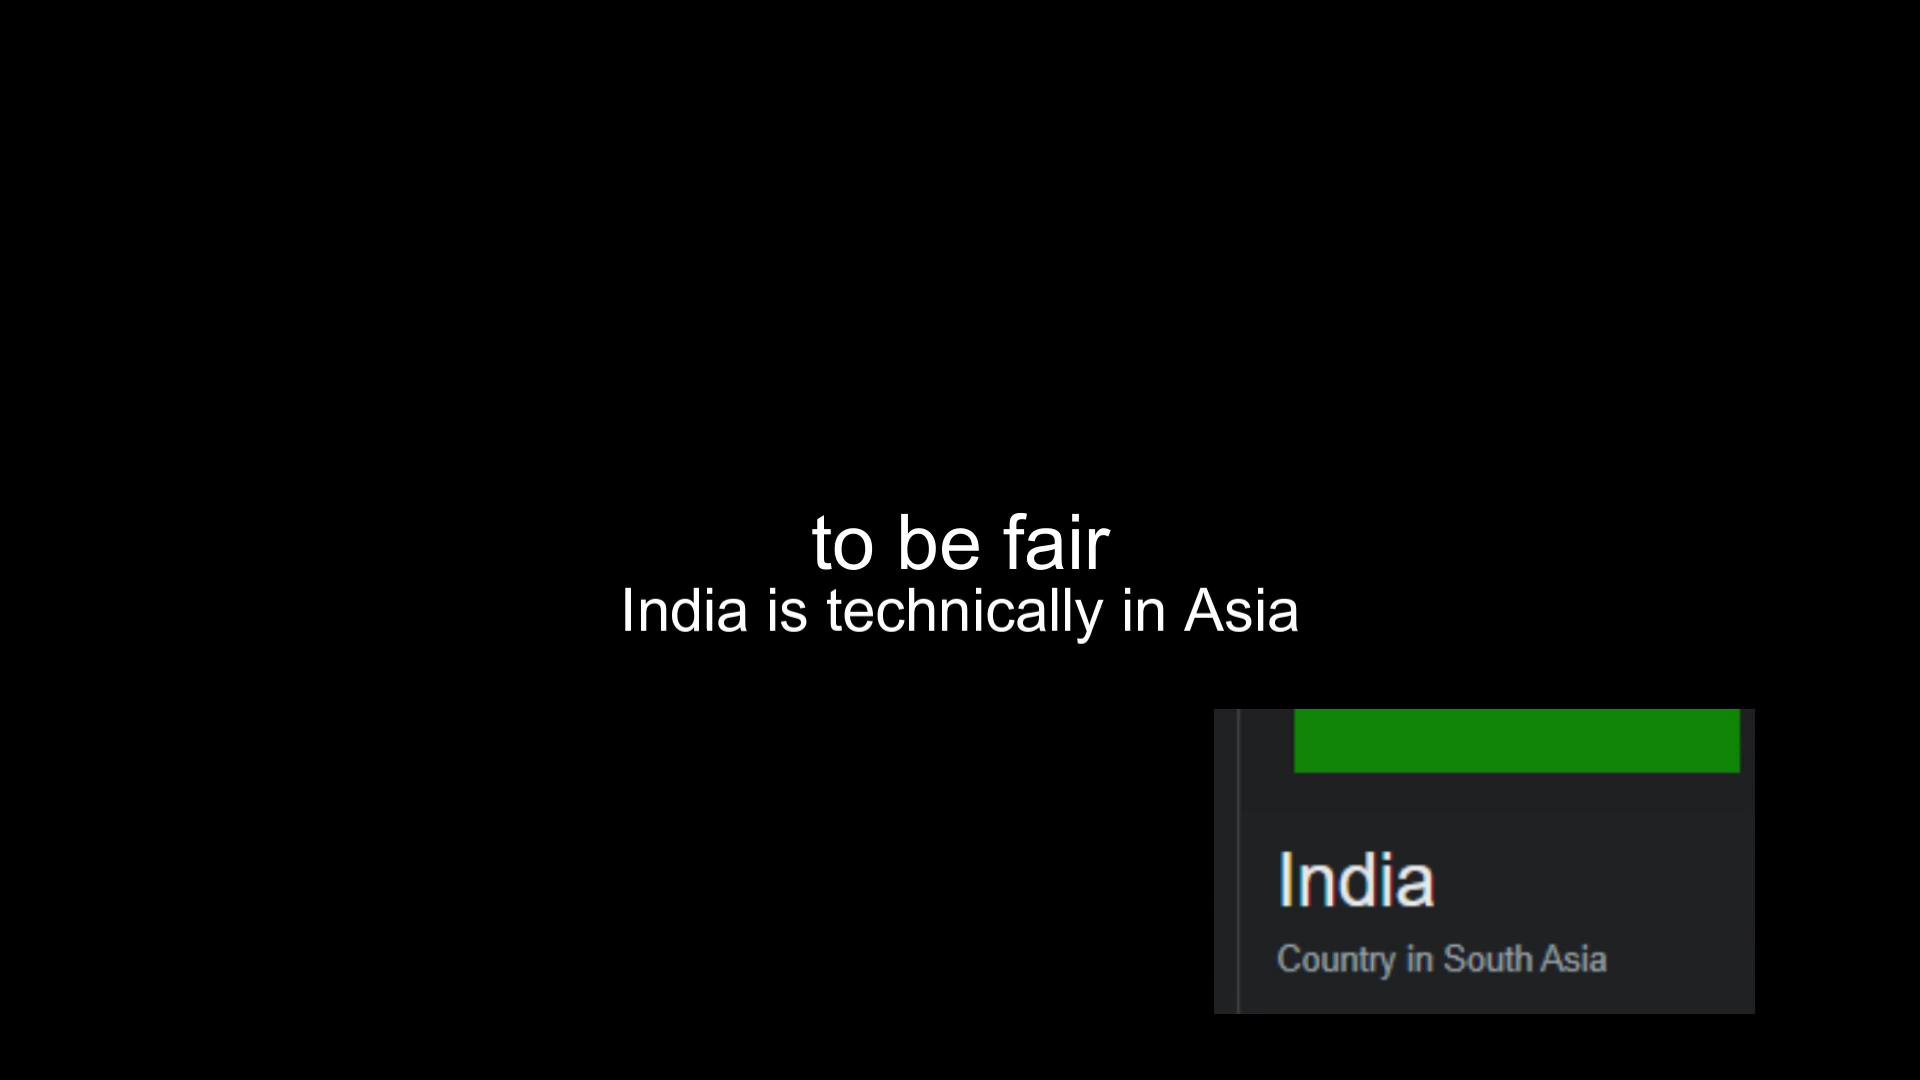 to be fair
India is technically in Asia
India
Country in South Asia